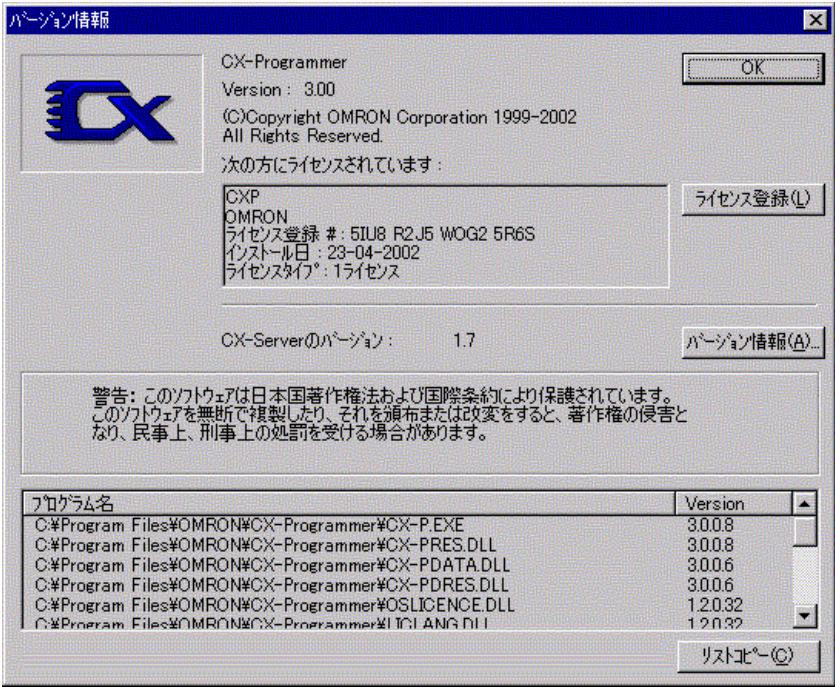 バージョン情報
CX
CX-Programmer
OK
Version : 3.00
(C)Copyright OMRON Corporation 1999-2002
All Rights Reserved.
次の方にライセンスされています :
CXP
OMRON
ライセンス登録 # : 5IU8 R2J5 WOG2 5R6S
インストール日 : 23-04-2002
ライセンスタイプ : 1ライセンス
ライセンス登録(L)
CX-Serverのバージョン : 1.7
バージョン情報(A)...
警告: このソフトウェアは日本国著作権法および国際条約により保護されています。
このソフトウェアを無断で複製したり、それを頒布または改変をすると、著作権の侵害と
なり、民事上、刑事上の処罰を受ける場合があります。
プログラム名 Version
C:¥Program Files¥OMRON¥CX-Programmer¥CX-P.EXE 3.0.0.8
C:¥Program Files¥OMRON¥CX-Programmer¥CX-PRES.DLL 3.0.0.8
C:¥Program Files¥OMRON¥CX-Programmer¥CX-PDATA.DLL 3.0.0.6
C:¥Program Files¥OMRON¥CX-Programmer¥CX-PDRES.DLL 3.0.0.6
C:¥Program Files¥OMRON¥CX-Programmer¥OSLICENCE.DLL 1.2.0.32
C:¥Program Files¥OMRON¥CX-Programmer¥LICLANG.DLL 1.2.0.32
リストコピー(C)